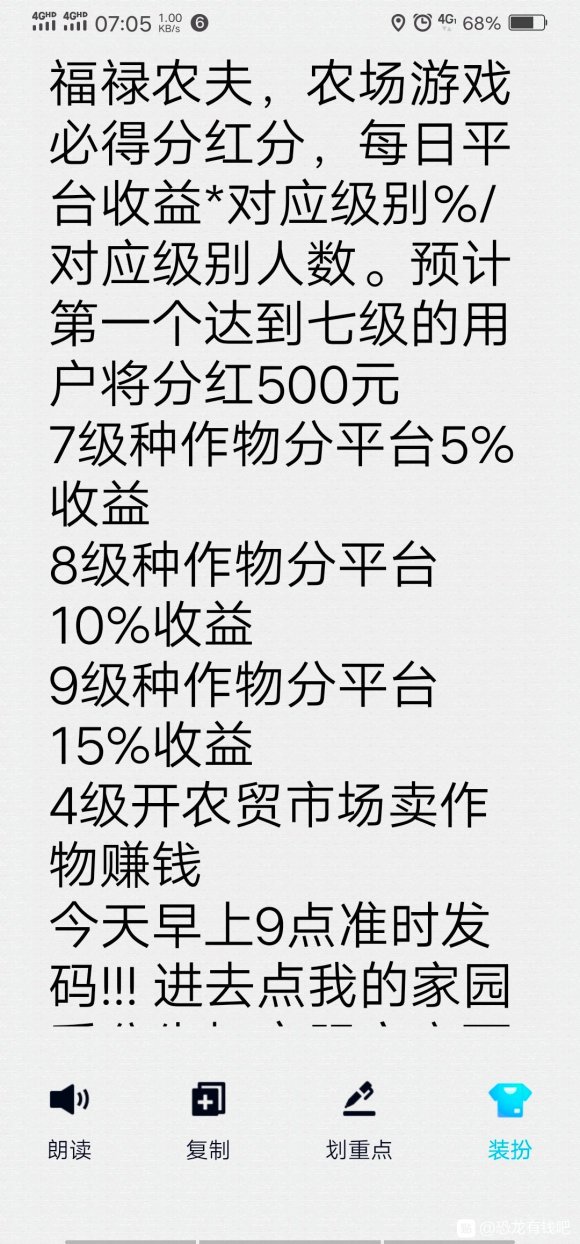 4GHD 4GHD 07:05 1.00 KB/s 6 4G 68%
福禄农夫，农场游戏
必得分红分，每日平
台收益*对应级别%/
对应级别人数。预计
第一个达到七级的用
户将分红500元
7级种作物分平台5%
收益
8级种作物分平台
10%收益
9级种作物分平台
15%收益
4级开农贸市场卖作
物赚钱
今天早上9点准时发
码!!! 进去点我的家园
朗读 复制 划重点 装扮
@恐龙有钱吧